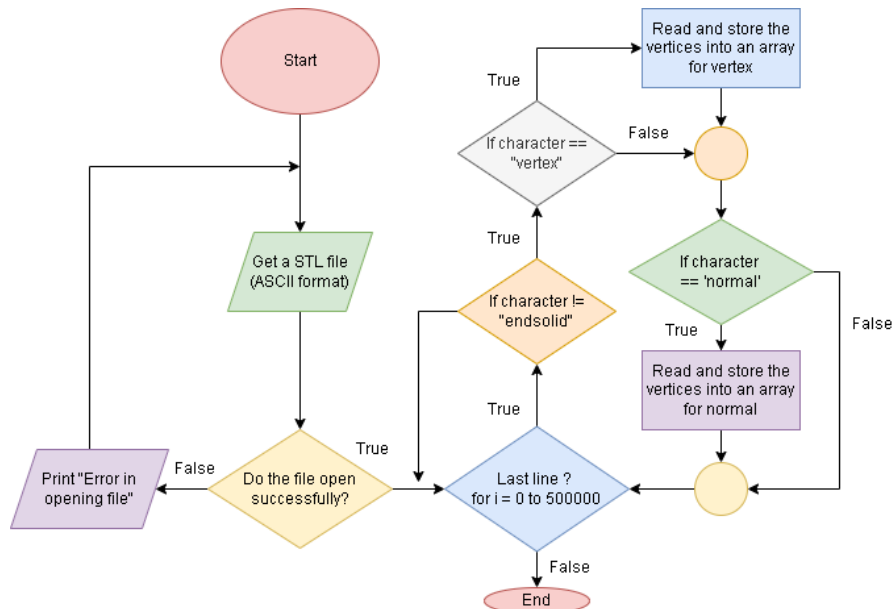 Start
Get a STL file
(ASCII format)
Do the file open
successfully?
False
True
Print "Error in
opening file"
Last line ?
for i = 0 to 500000
True
False
End
If character !=
"endsolid"
True
If character ==
"vertex"
True
False
Read and store the
vertices into an array
for vertex
If character
== 'normal'
True
False
Read and store the
vertices into an array
for normal